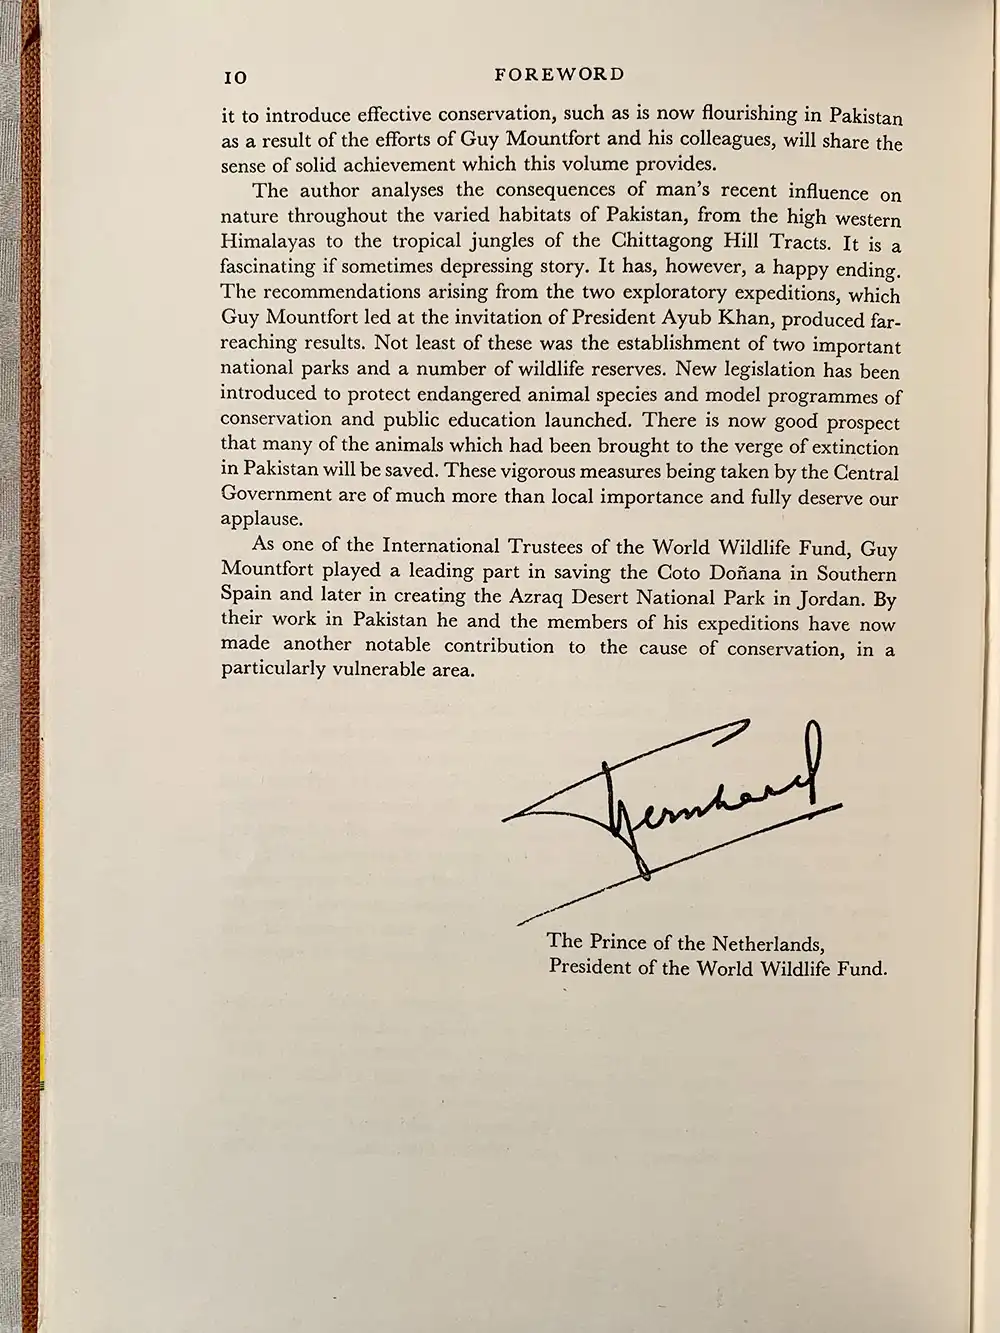 10 FOREWORD
it to introduce effective conservation, such as is now flourishing in Pakistan
as a result of the efforts of Guy Mountfort and his colleagues, will share the
sense of solid achievement which this volume provides.
The author analyses the consequences of man's recent influence on
nature throughout the varied habitats of Pakistan, from the high western
Himalayas to the tropical jungles of the Chittagong Hill Tracts. It is a
fascinating if sometimes depressing story. It has, however, a happy ending.
The recommendations arising from the two exploratory expeditions, which
Guy Mountfort led at the invitation of President Ayub Khan, produced far-
reaching results. Not least of these was the establishment of two important
national parks and a number of wildlife reserves. New legislation has been
introduced to protect endangered animal species and model programmes of
conservation and public education launched. There is now good prospect
that many of the animals which had been brought to the verge of extinction
in Pakistan will be saved. These vigorous measures being taken by the Central
Government are of much more than local importance and fully deserve our
applause.
As one of the International Trustees of the World Wildlife Fund, Guy
Mountfort played a leading part in saving the Coto Doñana in Southern
Spain and later in creating the Azraq Desert National Park in Jordan. By
their work in Pakistan he and the members of his expeditions have now
made another notable contribution to the cause of conservation, in a
particularly vulnerable area.
Bernhard
The Prince of the Netherlands,
President of the World Wildlife Fund.